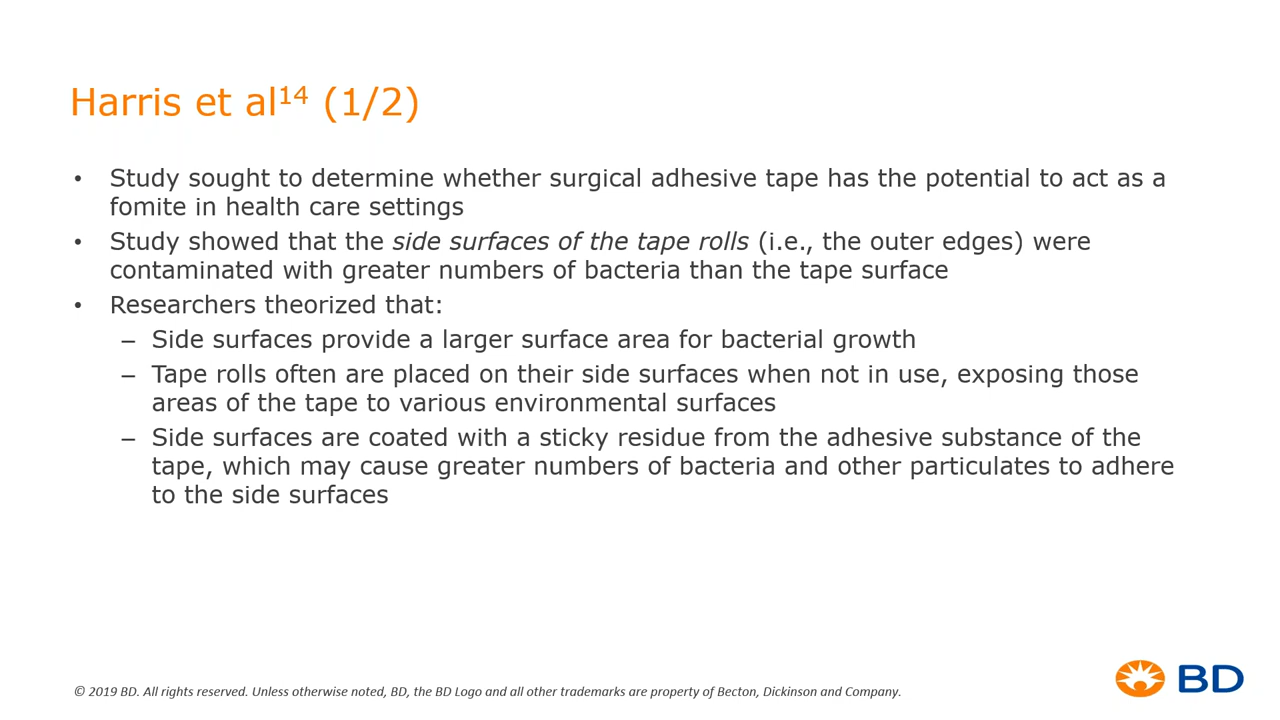 Harris et al¹⁴ (1/2)
• Study sought to determine whether surgical adhesive tape has the potential to act as a
fomite in health care settings
• Study showed that the side surfaces of the tape rolls (i.e., the outer edges) were
contaminated with greater numbers of bacteria than the tape surface
• Researchers theorized that:
– Side surfaces provide a larger surface area for bacterial growth
– Tape rolls often are placed on their side surfaces when not in use, exposing those
areas of the tape to various environmental surfaces
– Side surfaces are coated with a sticky residue from the adhesive substance of the
tape, which may cause greater numbers of bacteria and other particulates to adhere
to the side surfaces
© 2019 BD. All rights reserved. Unless otherwise noted, BD, the BD Logo and all other trademarks are property of Becton, Dickinson and Company.
BD